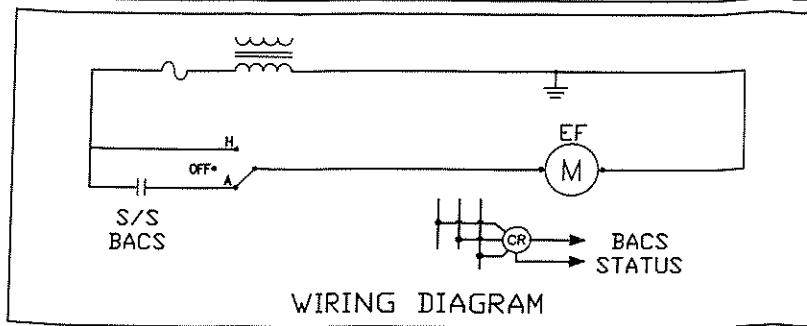 H
OFF
A
EF
M
S/S
BACS
CR
BACS
STATUS
WIRING DIAGRAM